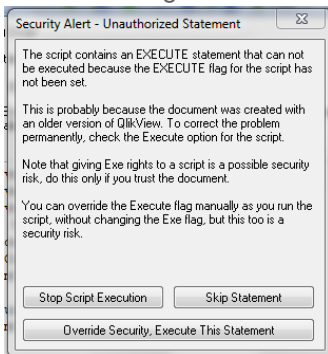 Security Alert - Unauthorized Statement
The script contains an EXECUTE statement that can not
be executed because the EXECUTE flag for the script has
not been set.
This is probably because the document was created with
an older version of QlikView. To correct the problem
permanently, check the Execute option for the script.
Note that giving Exe rights to a script is a possible security
risk, do this only if you trust the document.
You can override the Execute flag manually as you run the
script, without changing the Exe flag, but this too is a
security risk.
Stop Script Execution
Skip Statement
Override Security, Execute This Statement